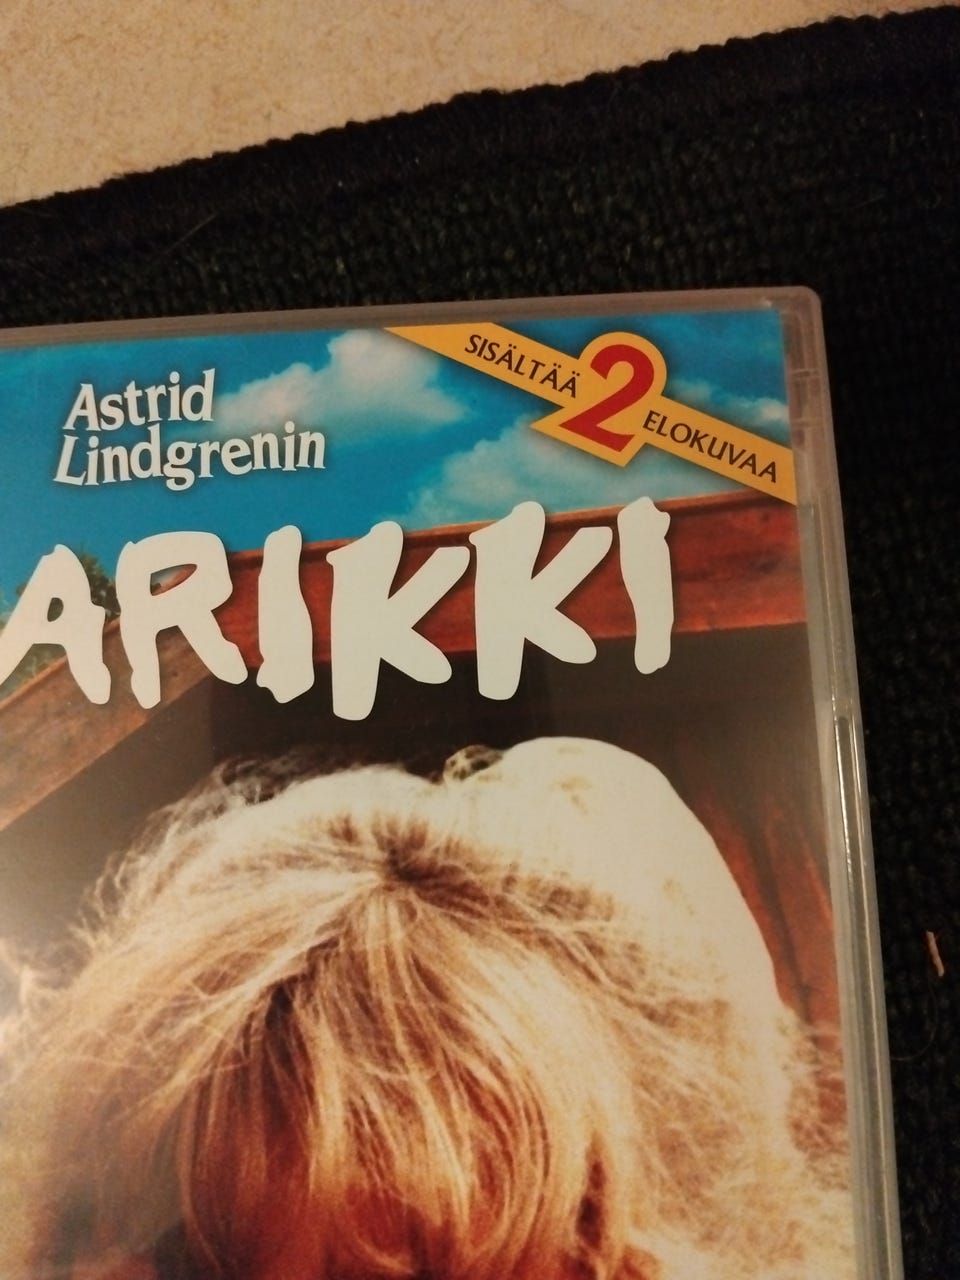 SISÄLTÄÄ 2 ELOKUVAA
Astrid
Lindgrenin
ARIKKI